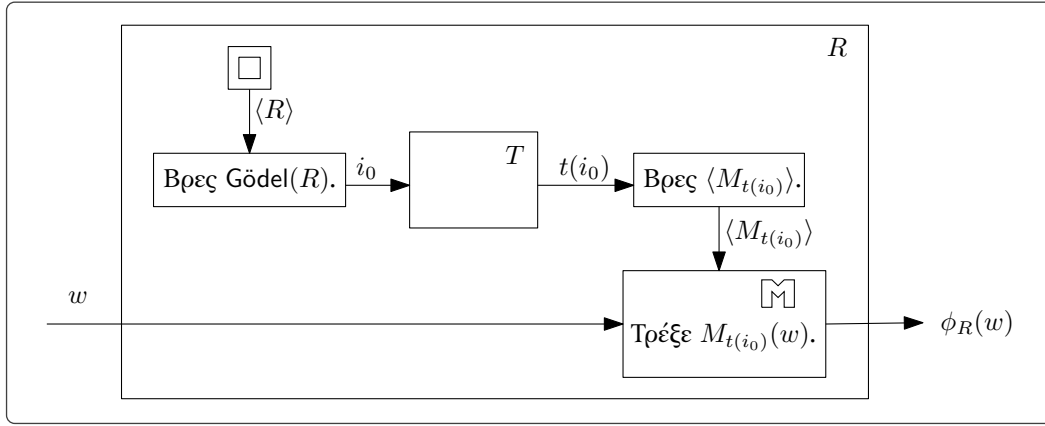 R
⟨R⟩
Βρες Gödel(R).
i₀
T
t(i₀)
Βρες ⟨M_{t(i₀)}⟩.
⟨M_{t(i₀)}⟩
w
M
Τρέξε M_{t(i₀)}(w).
ϕ_R(w)